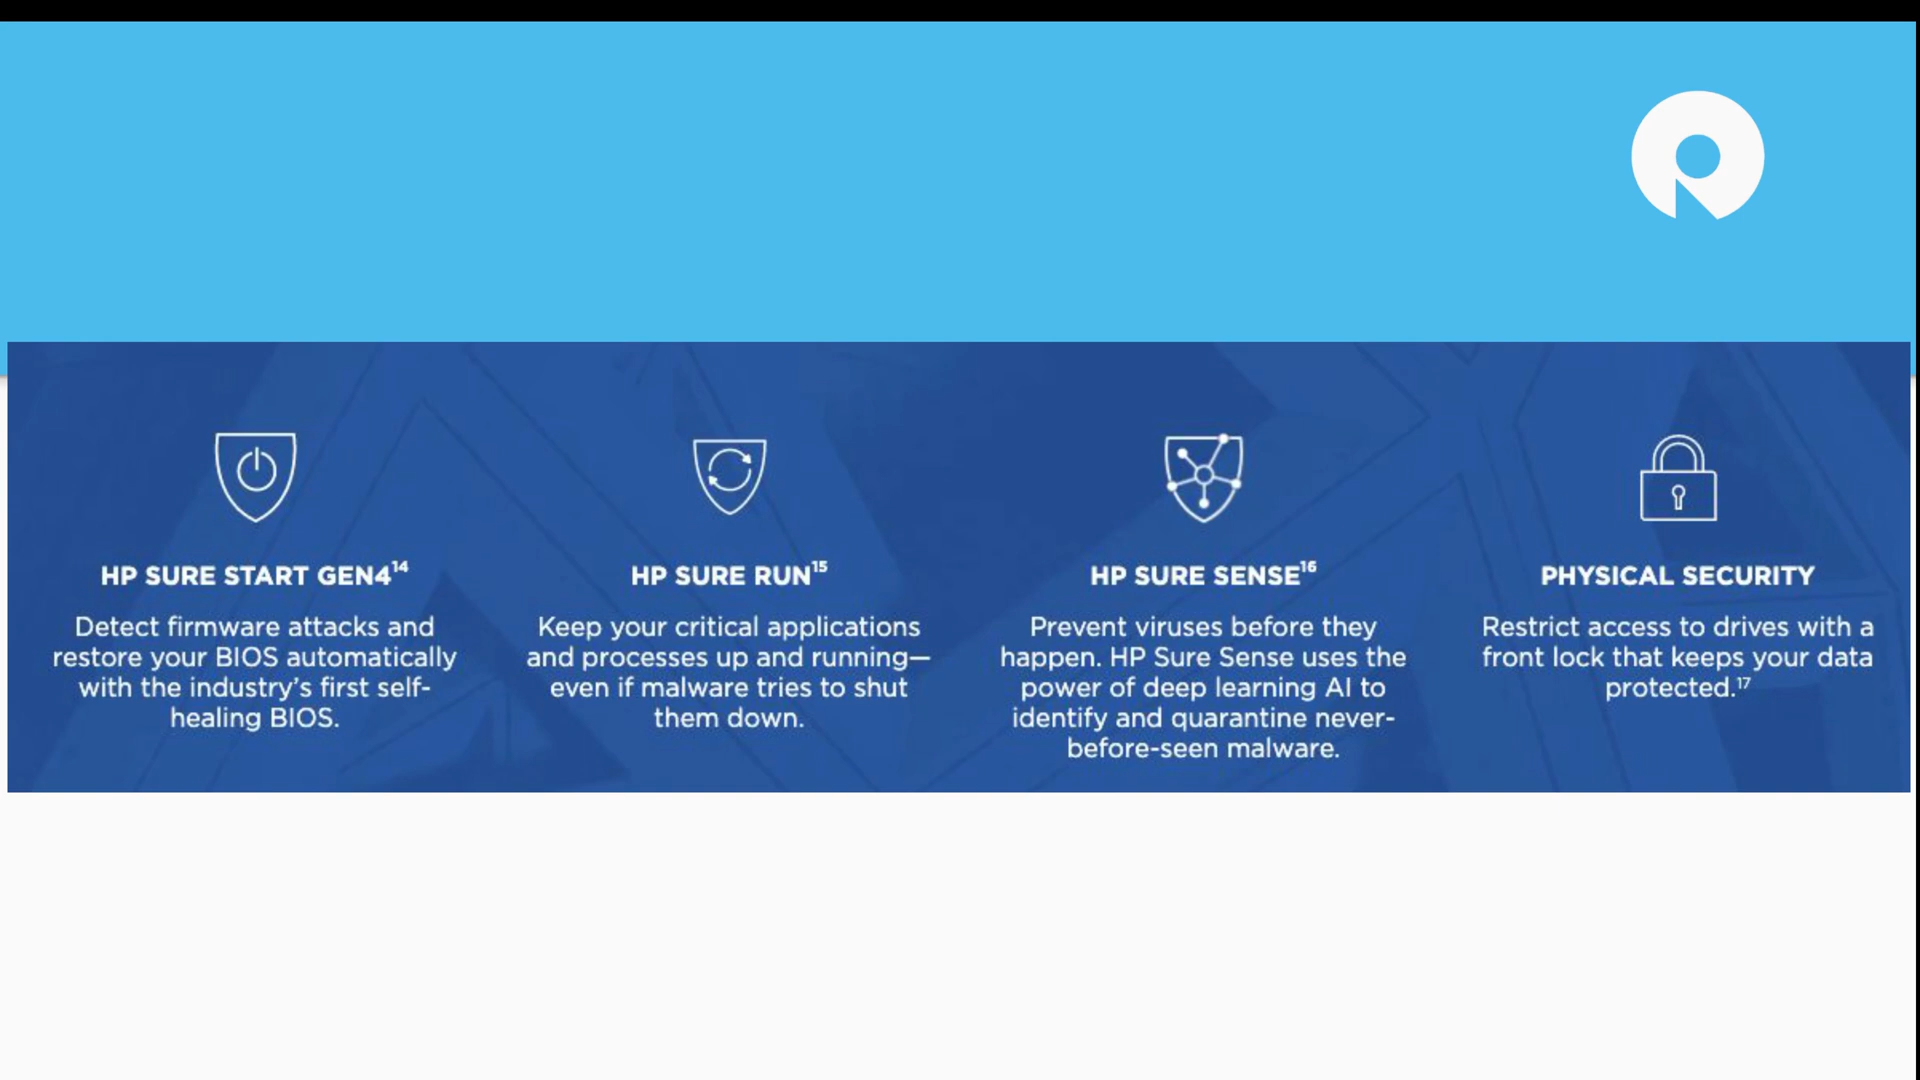 HP SURE START GEN4¹⁴
Detect firmware attacks and
restore your BIOS automatically
with the industry’s first self-
healing BIOS.
HP SURE RUN¹⁵
Keep your critical applications
and processes up and running—
even if malware tries to shut
them down.
HP SURE SENSE¹⁶
Prevent viruses before they
happen. HP Sure Sense uses the
power of deep learning AI to
identify and quarantine never-
before-seen malware.
PHYSICAL SECURITY
Restrict access to drives with a
front lock that keeps your data
protected.¹⁷